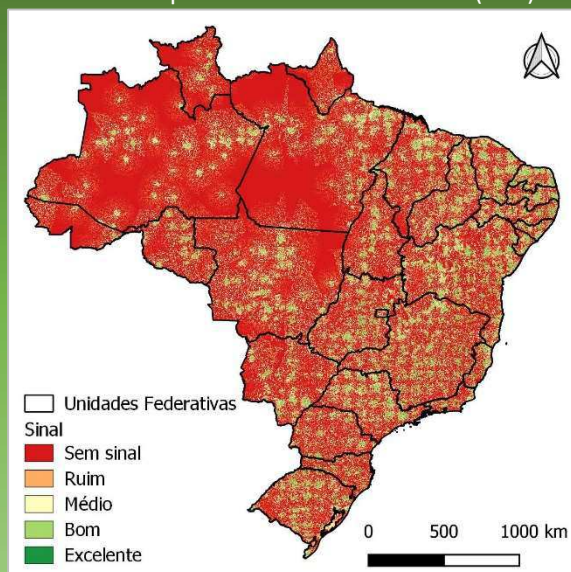 Unidades Federativas
Sinal
Sem sinal
Ruim
Médio
Bom
Excelente
0 500 1000 km